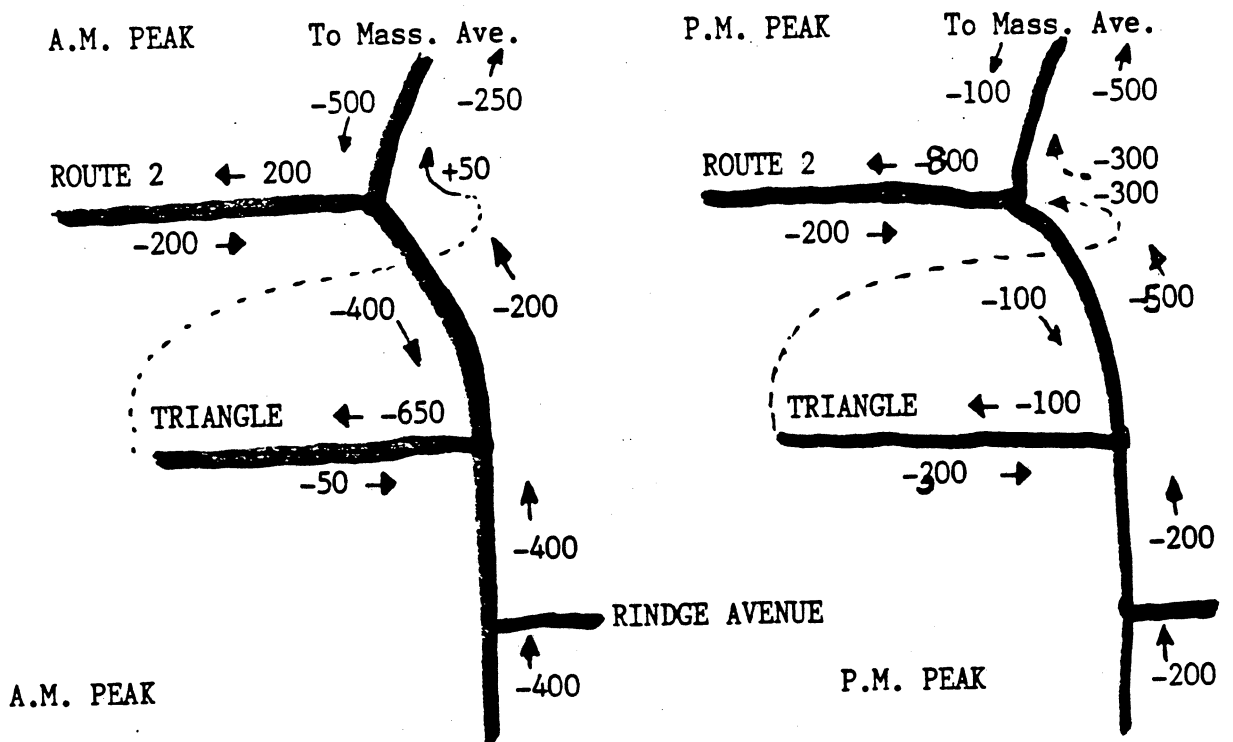 A.M. PEAK
To Mass. Ave.
-500
-250
ROUTE 2
← 200
+50
-200 →
-400
-200
TRIANGLE
← -650
-50 →
-400
RINDGE AVENUE
-400
A.M. PEAK
P.M. PEAK
To Mass. Ave.
-100
-500
ROUTE 2
← -800
-300
-300
-200 →
-100
-500
TRIANGLE
← -100
-300 →
-200
-200
P.M. PEAK